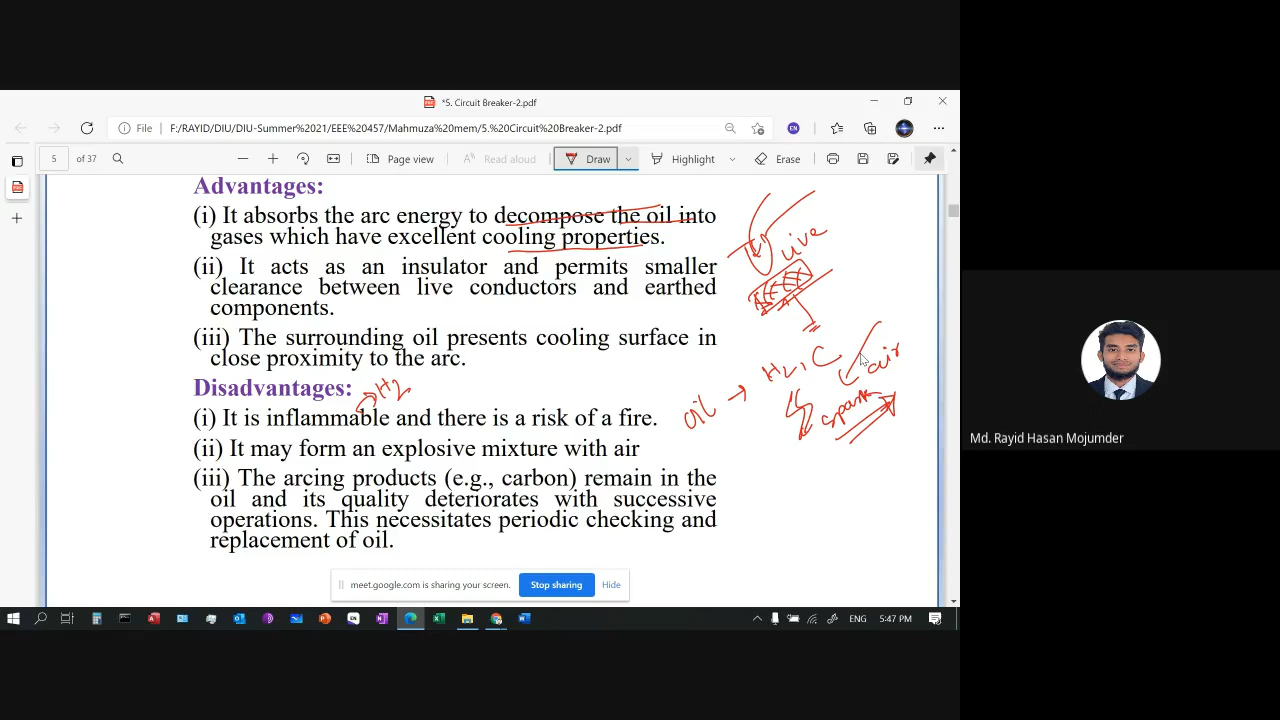 *5. Circuit Breaker-2.pdf
File F:/RAYID/DIU/DIU-Summer%2021/EEE%20457/Mahmuza%20mem/5.%20Circuit%20Breaker-2.pdf EN
5 of 37 Page view Read aloud Draw Highlight Erase
Advantages:
(i) It absorbs the arc energy to decompose the oil into
gases which have excellent cooling properties.
Live
(ii) It acts as an insulator and permits smaller
clearance between live conductors and earthed
components.
(iii) The surrounding oil presents cooling surface in
close proximity to the arc.
H2, C
air
Disadvantages:
H2
oil → spark
(i) It is inflammable and there is a risk of a fire.
(ii) It may form an explosive mixture with air
(iii) The arcing products (e.g., carbon) remain in the
oil and its quality deteriorates with successive
operations. This necessitates periodic checking and
replacement of oil.
Md. Rayid Hasan Mojumder
meet.google.com is sharing your screen. Stop sharing Hide
EN ENG 5:47 PM